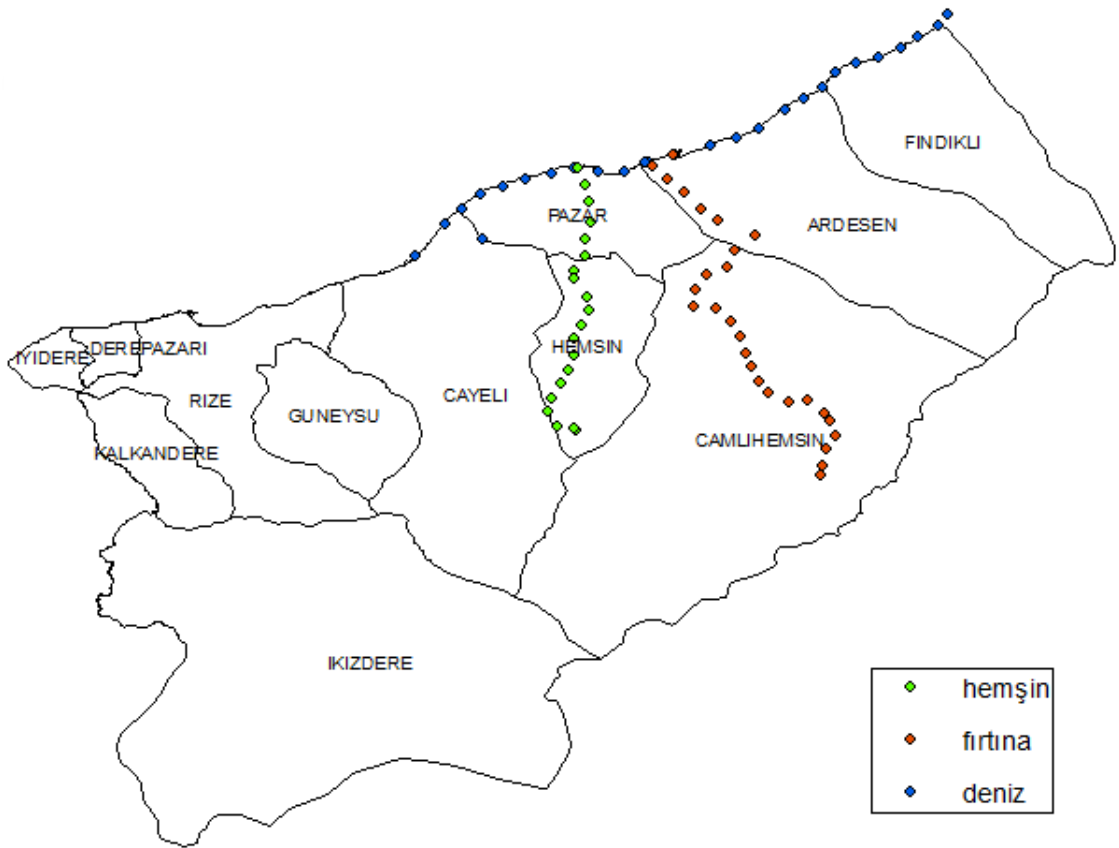 FINDIKLI
PAZAR
ARDESEN
IYIDERE
DEREPAZARI
HEMSIN
RIZE
GUNEYSU
CAYELI
KALKANDERE
CAMLIHEMSIN
IKIZDERE
hemşin
fırtına
deniz